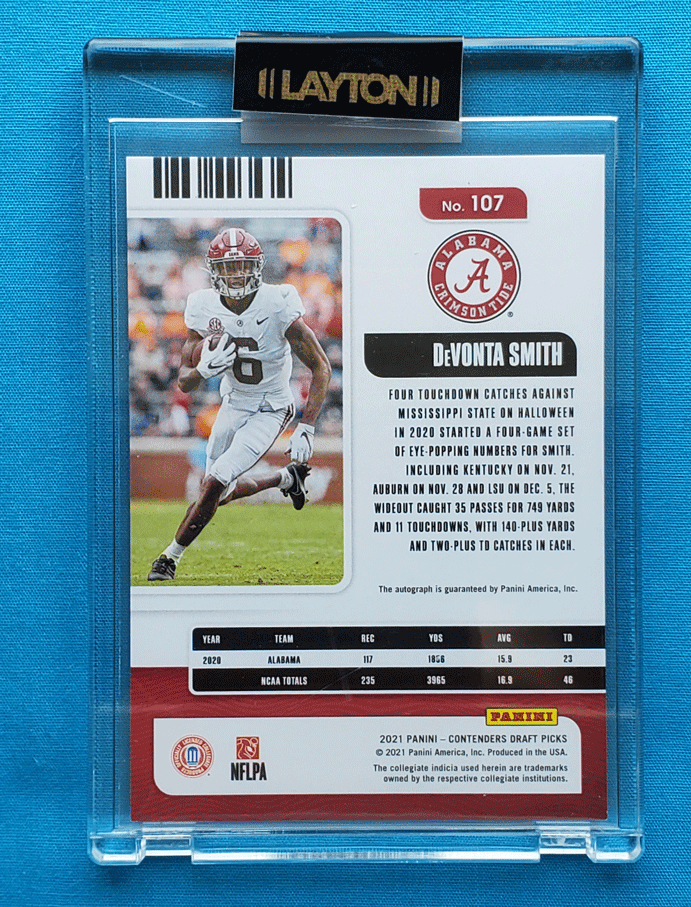 LAYTON
No. 107
ALABAMA
A
CRIMSON TIDE
®
DeVONTA SMITH
6
FOUR TOUCHDOWN CATCHES AGAINST
MISSISSIPPI STATE ON HALLOWEEN
IN 2020 STARTED A FOUR-GAME SET
OF EYE-POPPING NUMBERS FOR SMITH.
INCLUDING KENTUCKY ON NOV. 21,
AUBURN ON NOV. 28 AND LSU ON DEC. 5, THE
WIDEOUT CAUGHT 35 PASSES FOR 749 YARDS
AND 11 TOUCHDOWNS, WITH 140-PLUS YARDS
AND TWO-PLUS TD CATCHES IN EACH.
The autograph is guaranteed by Panini America, Inc.
YEAR TEAM REC YDS AVG TD
2020 ALABAMA 117 1856 15.9 23
NCAA TOTALS 235 3965 16.9 46
PANINI
OFFICIALLY LICENSED COLLEGIATE PRODUCTS
NFLPA
2021 PANINI – CONTENDERS DRAFT PICKS
© 2021 Panini America, Inc. Produced in the USA.
The collegiate indicia used herein are trademarks
owned by the respective collegiate institutions.